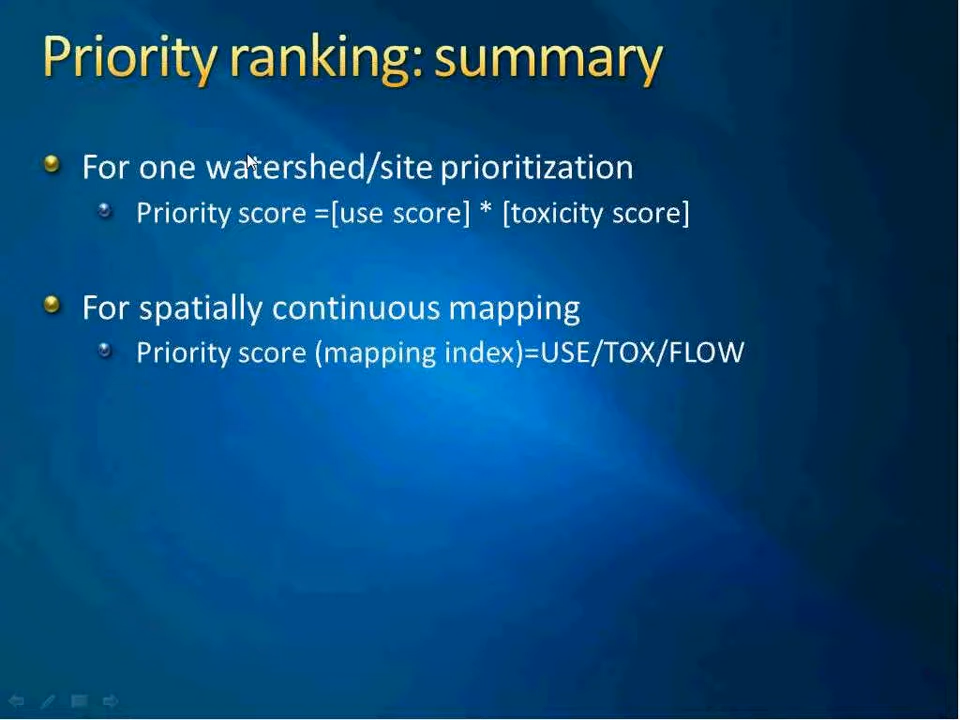 Priority ranking: summary
For one watershed/site prioritization
Priority score =[use score] * [toxicity score]
For spatially continuous mapping
Priority score (mapping index)=USE/TOX/FLOW